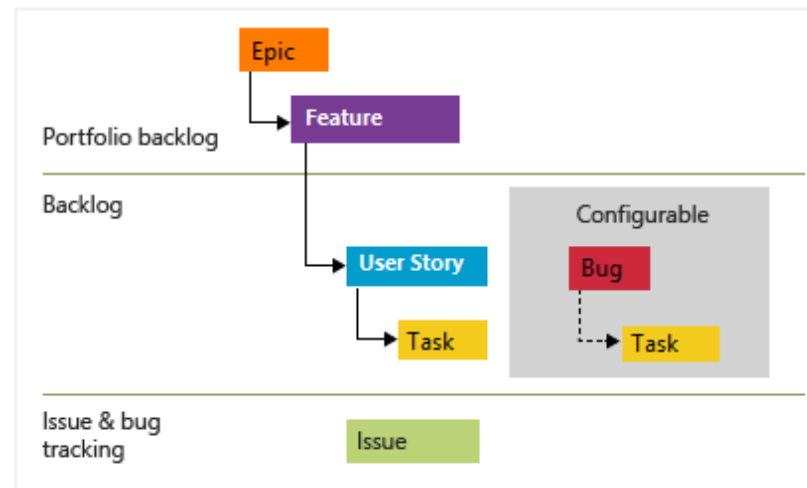 Epic
Feature
Portfolio backlog
Backlog
Configurable
User Story
Bug
Task
Task
Issue & bug
tracking
Issue